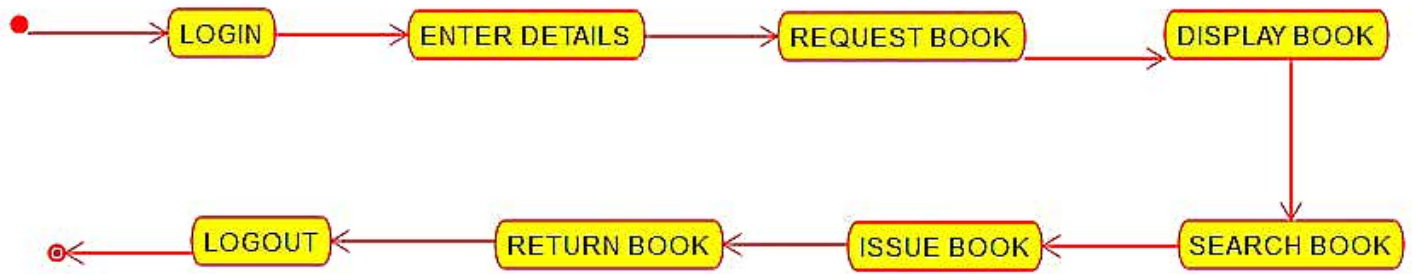 LOGIN
ENTER DETAILS
REQUEST BOOK
DISPLAY BOOK
SEARCH BOOK
ISSUE BOOK
RETURN BOOK
LOGOUT